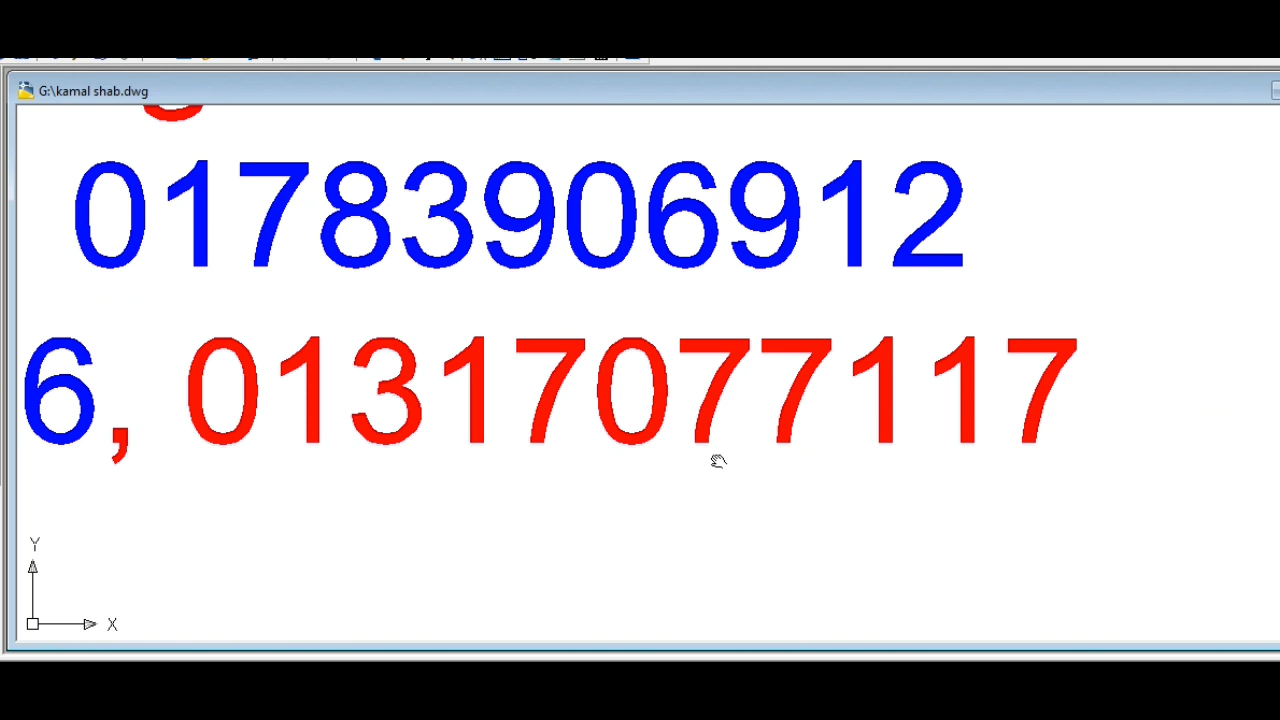 G:\kamal shab.dwg
01783906912
6, 01317077117
Y
X